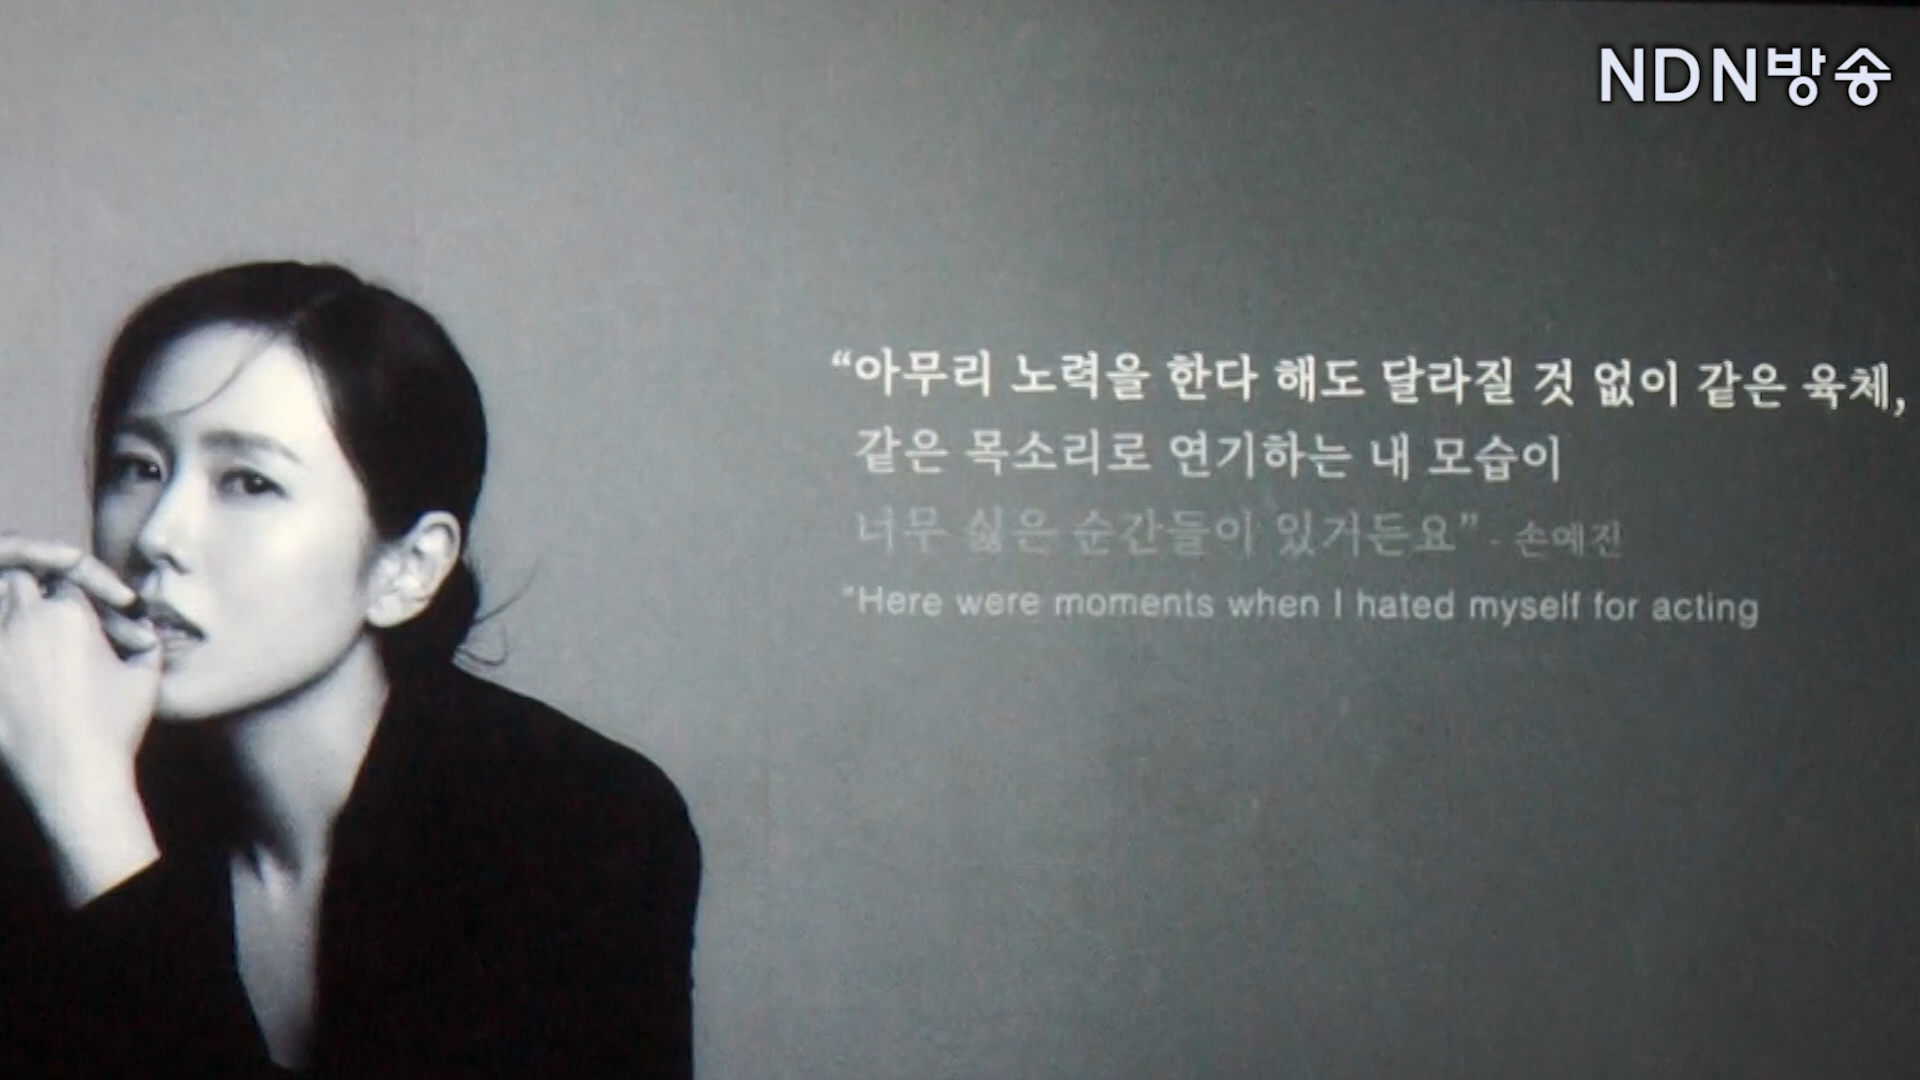 NDN방송
“아무리 노력을 한다 해도 달라질 것 없이 같은 육체,
같은 목소리로 연기하는 내 모습이
너무 싫은 순간들이 있거든요” - 손예진
"Here were moments when I hated myself for acting